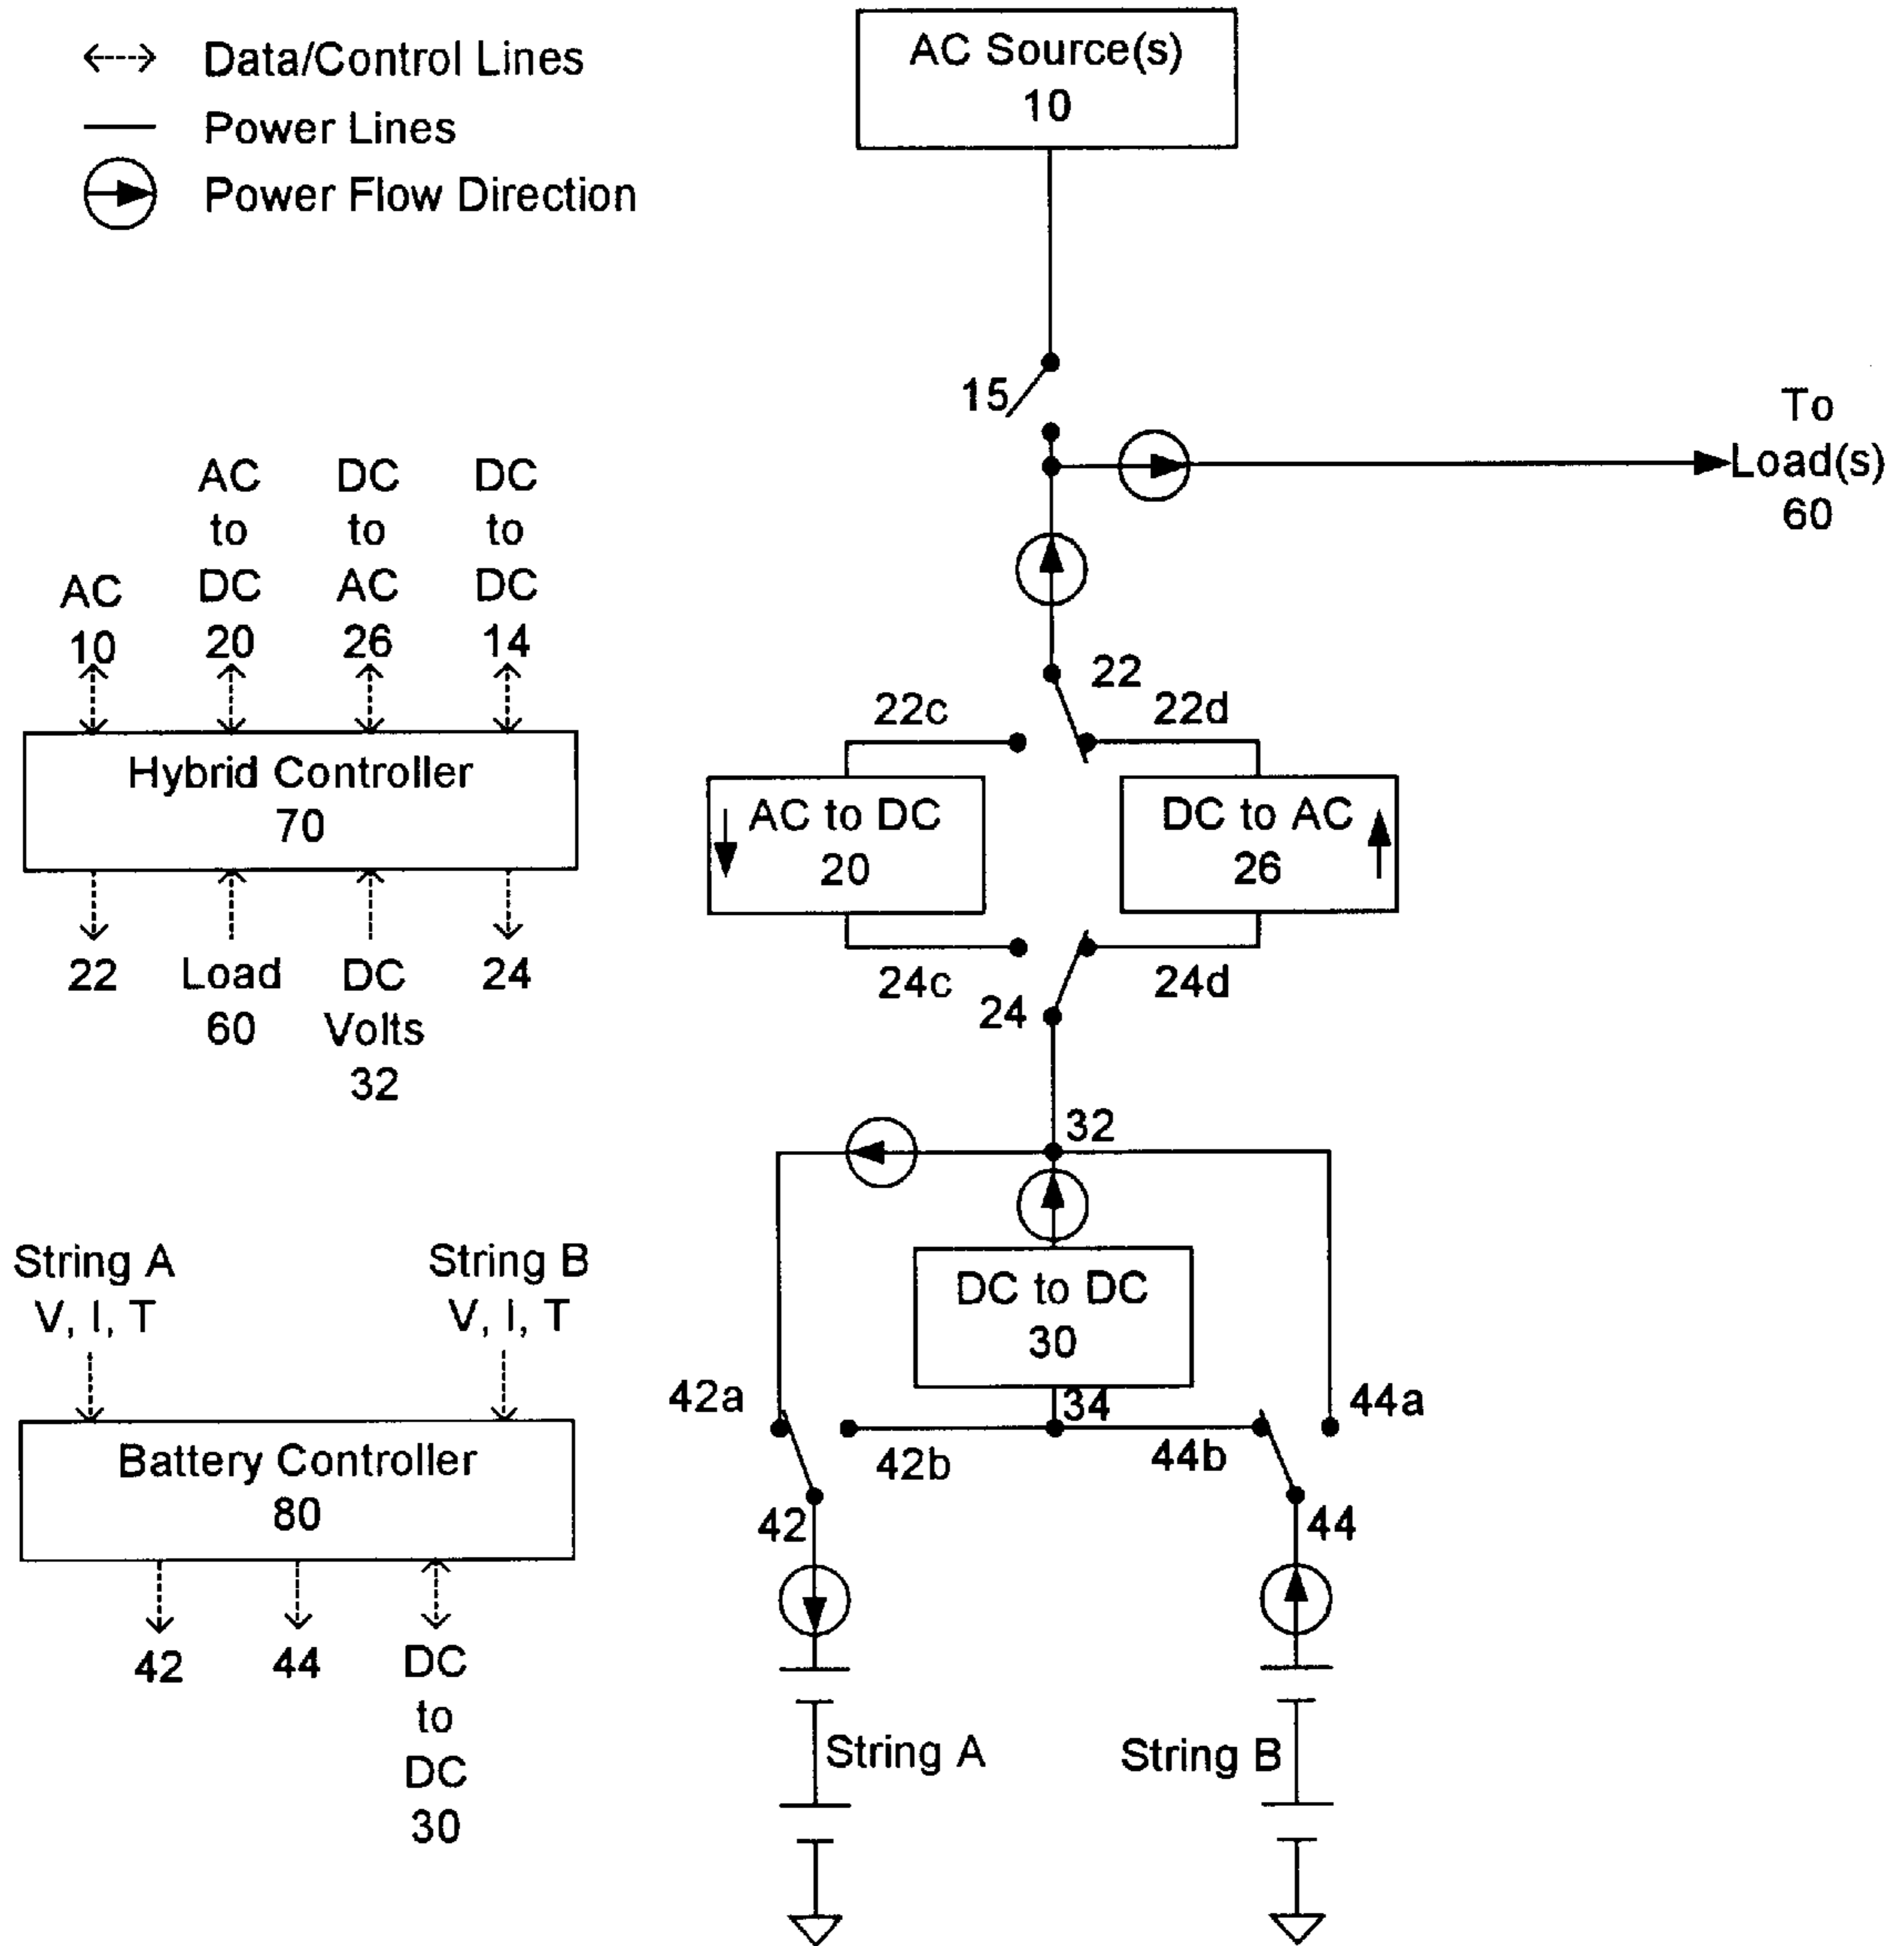 Data/Control Lines
Power Lines
Power Flow Direction
AC Source(s)
10
15
To
Load(s)
60
AC
10
AC
to
DC
20
DC
to
AC
26
DC
to
DC
14
Hybrid Controller
70
22
Load
60
DC
Volts
32
24
22
22c
22d
AC to DC
20
DC to AC
26
24c
24d
24
32
DC to DC
30
34
42a
42b
44b
44a
42
44
String A
String B
String A
V, I, T
String B
V, I, T
Battery Controller
80
42
44
DC
to
DC
30